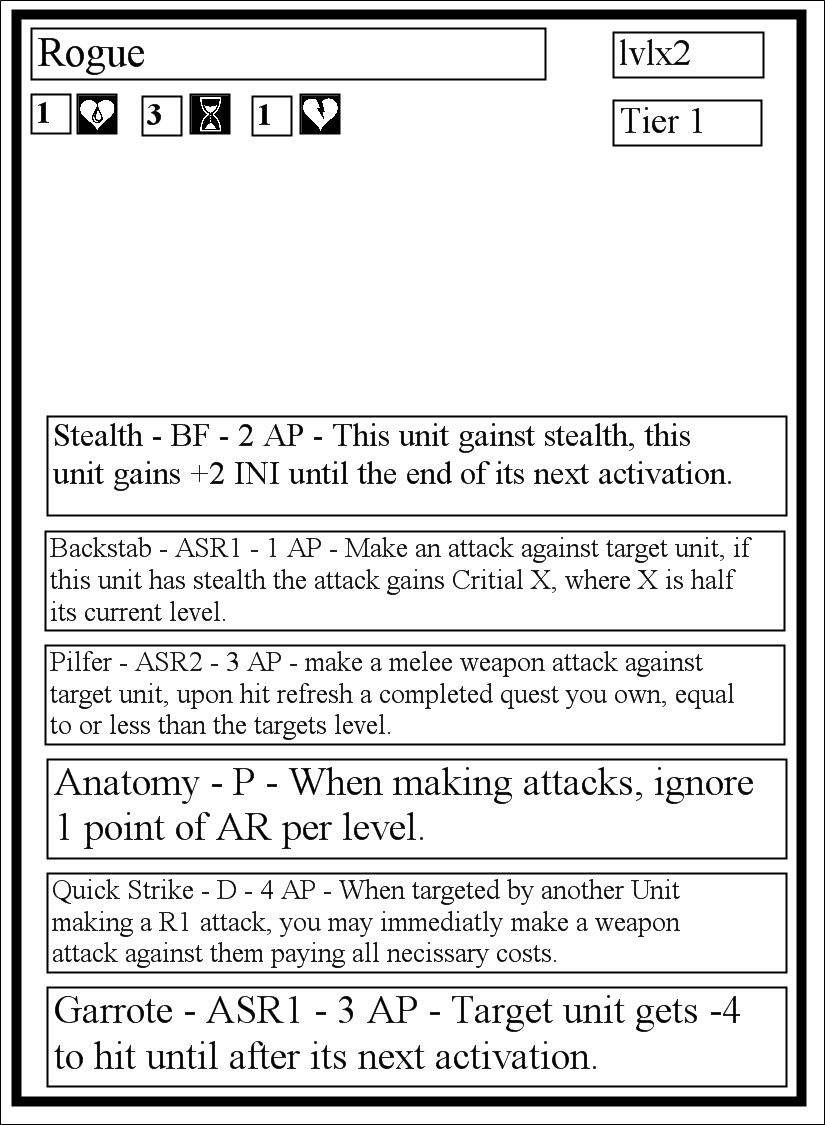 Rogue
lvlx2
1 3 1
Tier 1
Stealth - BF - 2 AP - This unit gainst stealth, this
unit gains +2 INI until the end of its next activation.
Backstab - ASR1 - 1 AP - Make an attack against target unit, if
this unit has stealth the attack gains Critial X, where X is half
its current level.
Pilfer - ASR2 - 3 AP - make a melee weapon attack against
target unit, upon hit refresh a completed quest you own, equal
to or less than the targets level.
Anatomy - P - When making attacks, ignore
1 point of AR per level.
Quick Strike - D - 4 AP - When targeted by another Unit
making a R1 attack, you may immediatly make a weapon
attack against them paying all necissary costs.
Garrote - ASR1 - 3 AP - Target unit gets -4
to hit until after its next activation.